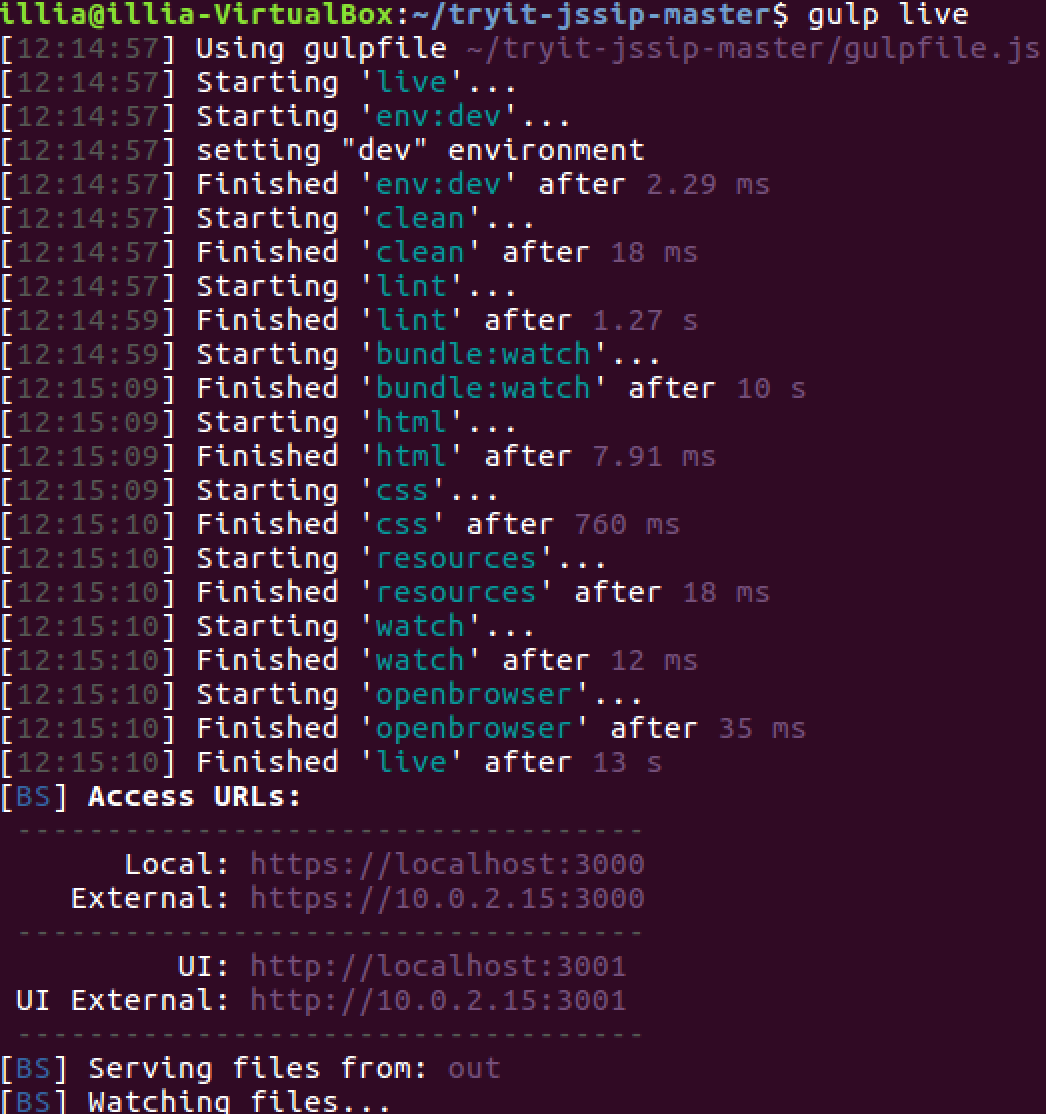 illia@illia-VirtualBox:~/tryit-jssip-master$ gulp live
[12:14:57] Using gulpfile ~/tryit-jssip-master/gulpfile.js
[12:14:57] Starting 'live'...
[12:14:57] Starting 'env:dev'...
[12:14:57] setting "dev" environment
[12:14:57] Finished 'env:dev' after 2.29 ms
[12:14:57] Starting 'clean'...
[12:14:57] Finished 'clean' after 18 ms
[12:14:57] Starting 'lint'...
[12:14:59] Finished 'lint' after 1.27 s
[12:14:59] Starting 'bundle:watch'...
[12:15:09] Finished 'bundle:watch' after 10 s
[12:15:09] Starting 'html'...
[12:15:09] Finished 'html' after 7.91 ms
[12:15:09] Starting 'css'...
[12:15:10] Finished 'css' after 760 ms
[12:15:10] Starting 'resources'...
[12:15:10] Finished 'resources' after 18 ms
[12:15:10] Starting 'watch'...
[12:15:10] Finished 'watch' after 12 ms
[12:15:10] Starting 'openbrowser'...
[12:15:10] Finished 'openbrowser' after 35 ms
[12:15:10] Finished 'live' after 13 s
[BS] Access URLs:
-----------------------------------
Local: https://localhost:3000
External: https://10.0.2.15:3000
-----------------------------------
UI: http://localhost:3001
UI External: http://10.0.2.15:3001
-----------------------------------
[BS] Serving files from: out
[BS] Watching files...